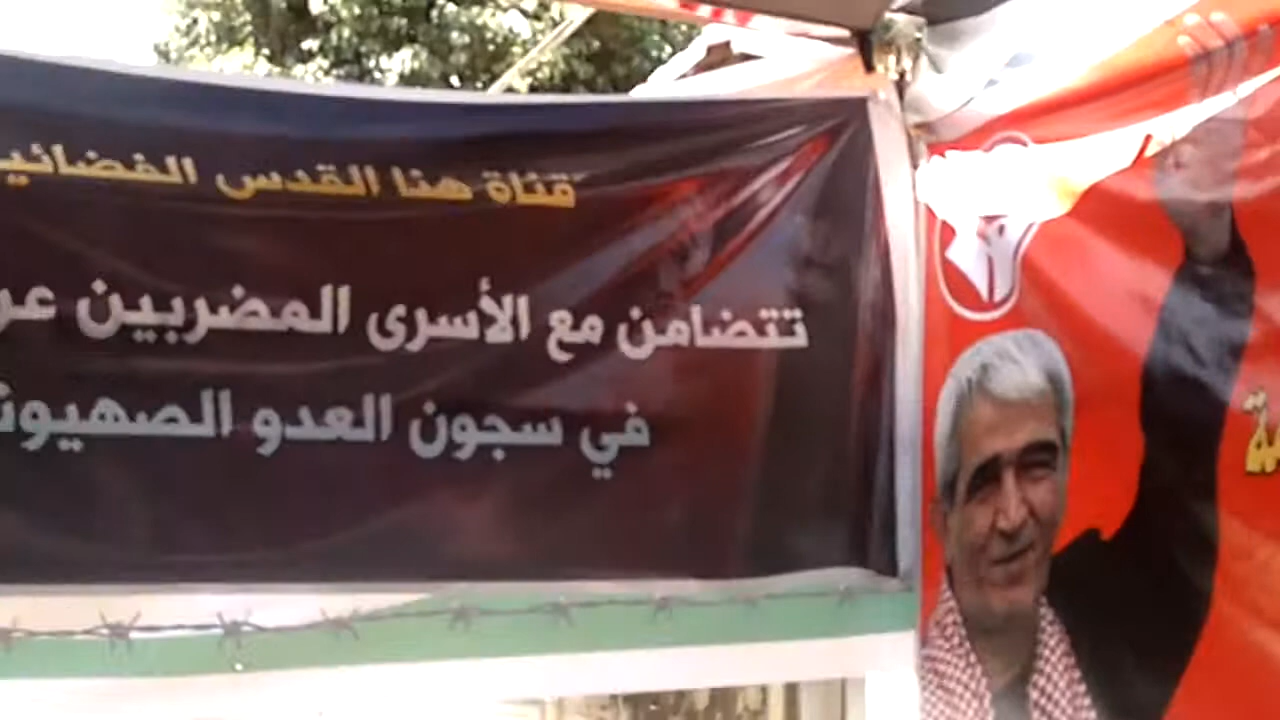 قناة هنا القدس
تتضامن مع الأسرى المضربين
في سجون العدو